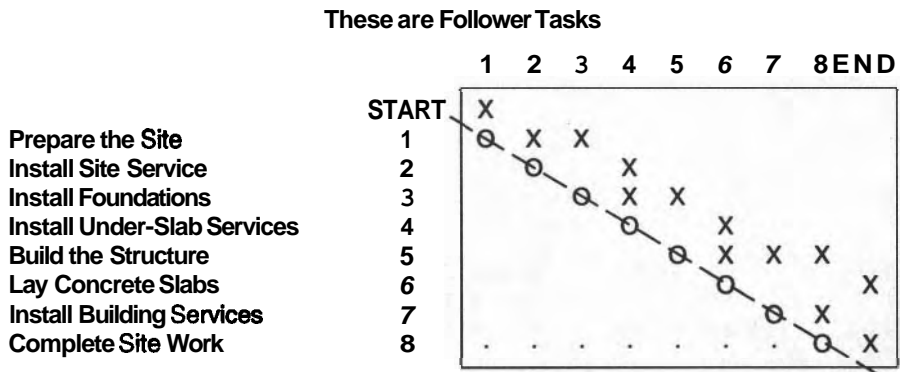 These are Follower Tasks
1 2 3 4 5 6 7 8 END
START X
Prepare the Site 1 O X X
Install Site Service 2 O X
Install Foundations 3 O X X
Install Under-Slab Services 4 O X
Build the Structure 5 O X X X
Lay Concrete Slabs 6 O X
Install Building Services 7 O X
Complete Site Work 8 . . . . . . . O X